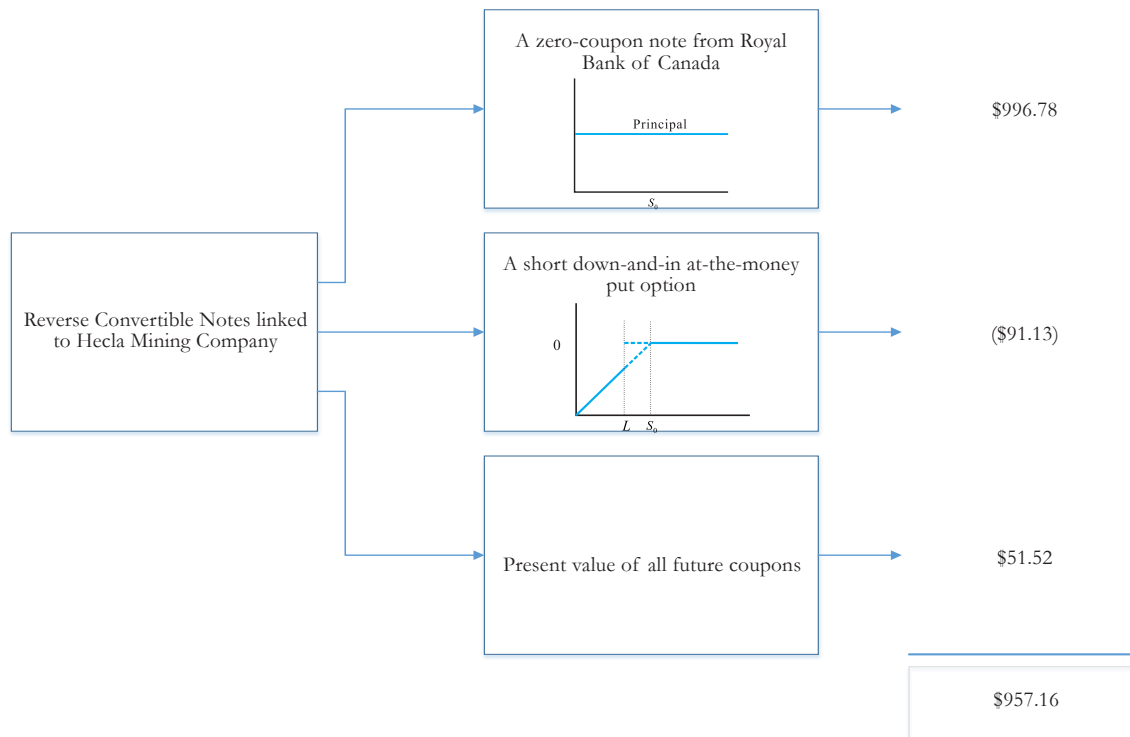 A zero-coupon note from Royal
Bank of Canada
Principal
S₀
$996.78
Reverse Convertible Notes linked
to Hecla Mining Company
A short down-and-in at-the-money
put option
0
L S₀
($91.13)
Present value of all future coupons
$51.52
$957.16